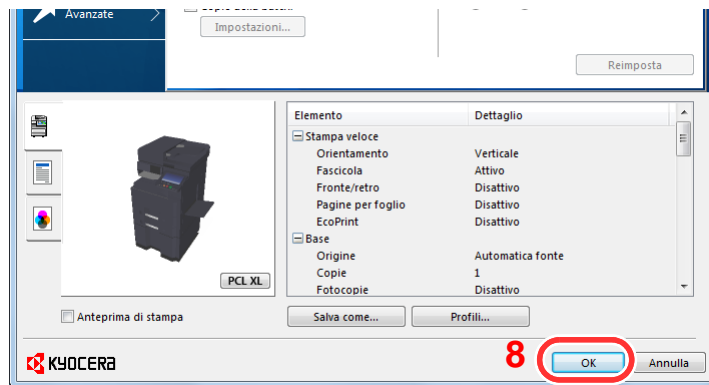 Avanzate
Impostazioni...
Reimposta
Elemento Dettaglio
Stampa veloce
Orientamento Verticale
Fascicola Attivo
Fronte/retro Disattivo
Pagine per foglio Disattivo
EcoPrint Disattivo
Base
Origine Automatica fonte
Copie 1
Fotocopie Disattivo
PCL XL
Anteprima di stampa Salva come... Profili...
KYOCERA 8 OK Annulla